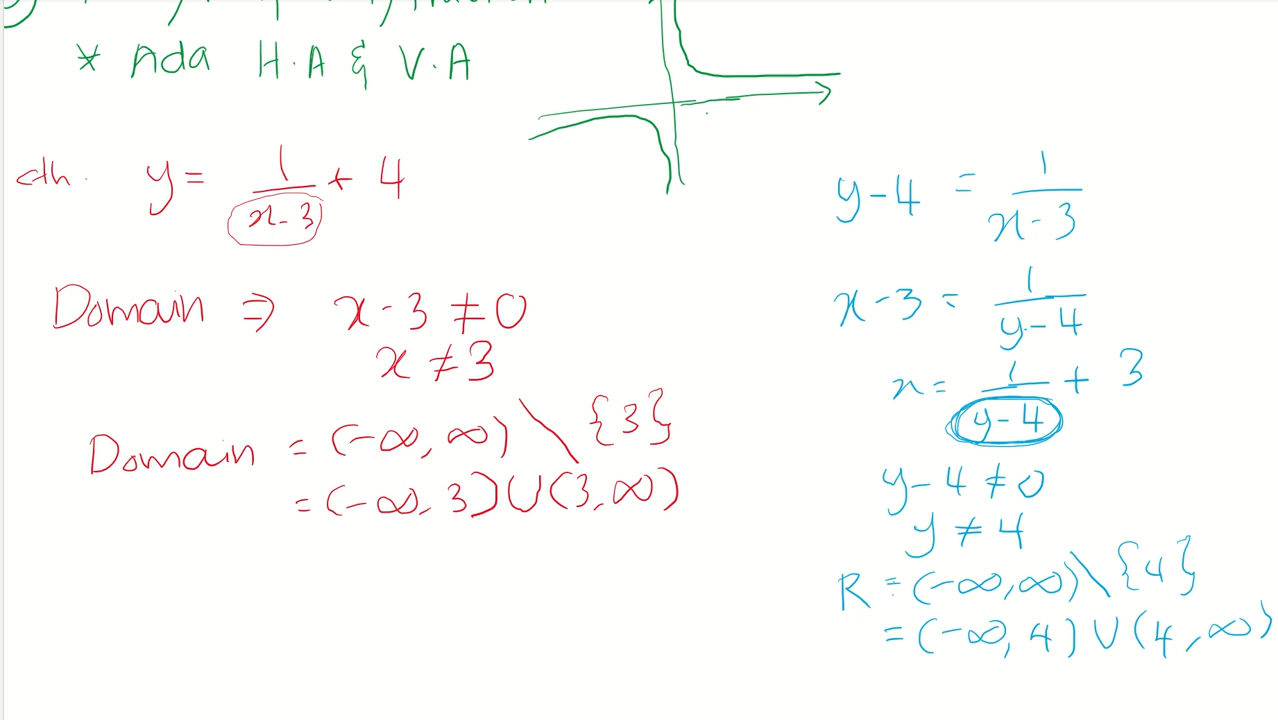 * Ada H.A & V.A
cth. y = 1/(x-3) + 4
Domain ⇒ x - 3 ≠ 0
x ≠ 3
Domain = (-∞, ∞) \ {3}
= (-∞, 3) ∪ (3, ∞)
y - 4 = 1/(x-3)
x - 3 = 1/(y-4)
x = 1/(y-4) + 3
y - 4 ≠ 0
y ≠ 4
R = (-∞, ∞) \ {4}
= (-∞, 4) ∪ (4, ∞)